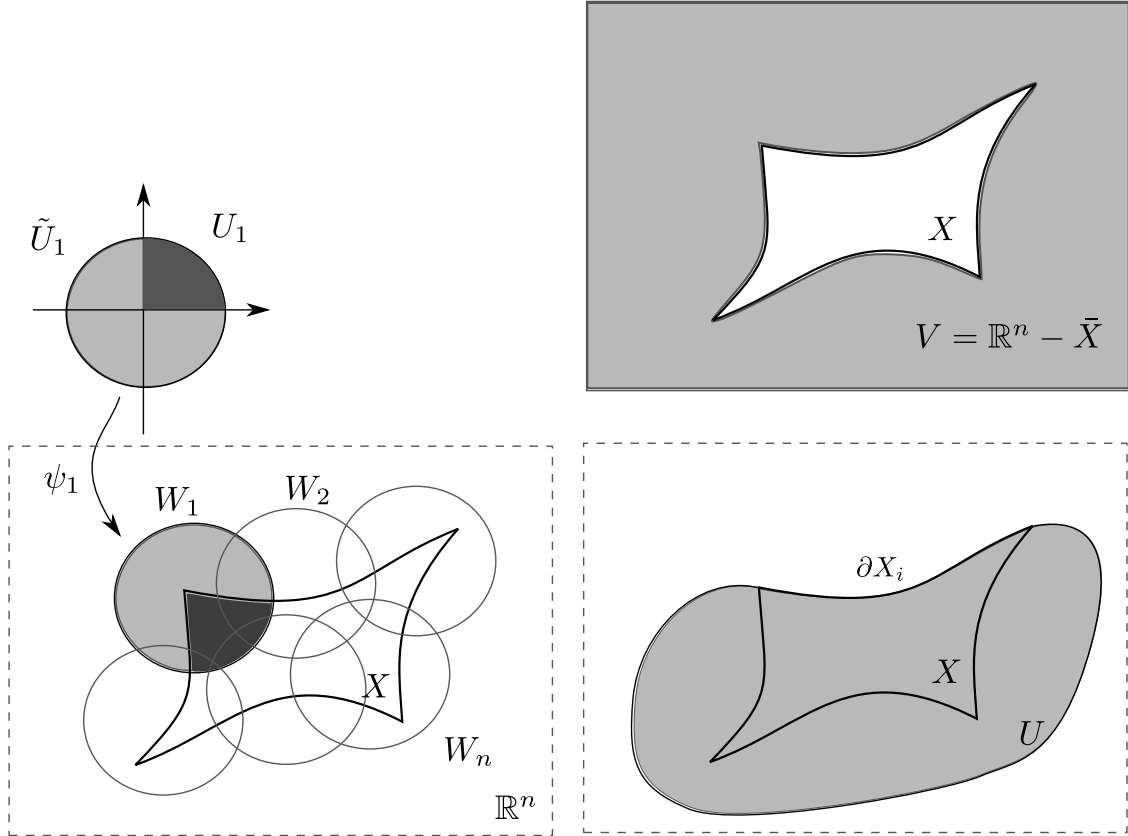 Ũ₁
U₁
X
V = ℝⁿ − X̄
ψ₁
W₁
W₂
X
Wₙ
ℝⁿ
∂Xᵢ
X
U